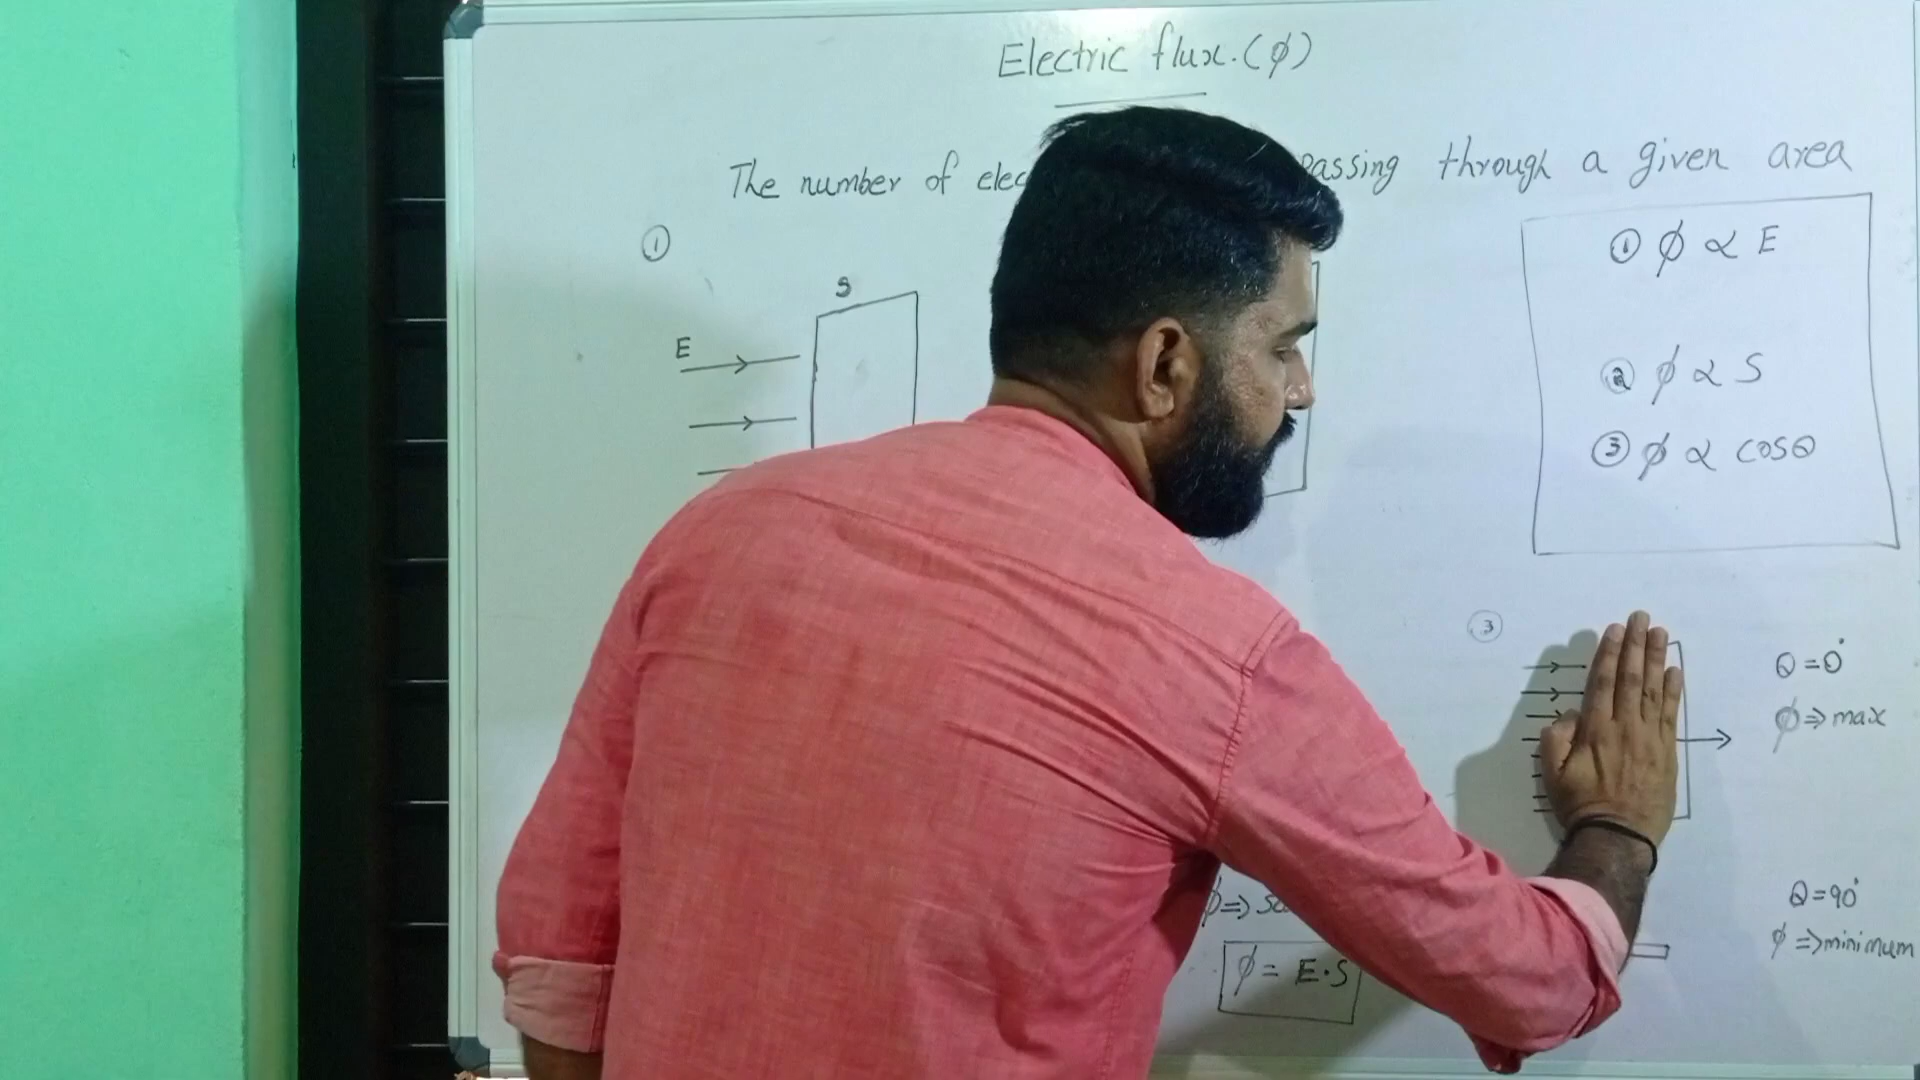 Electric flux. (φ)
The number of elec passing through a given area
①
S
E
① φ ∝ E
② φ ∝ S
③ φ ∝ cosθ
③
θ = 0°
φ ⇒ max
φ ⇒
φ = E·S
θ = 90°
φ ⇒ minimum